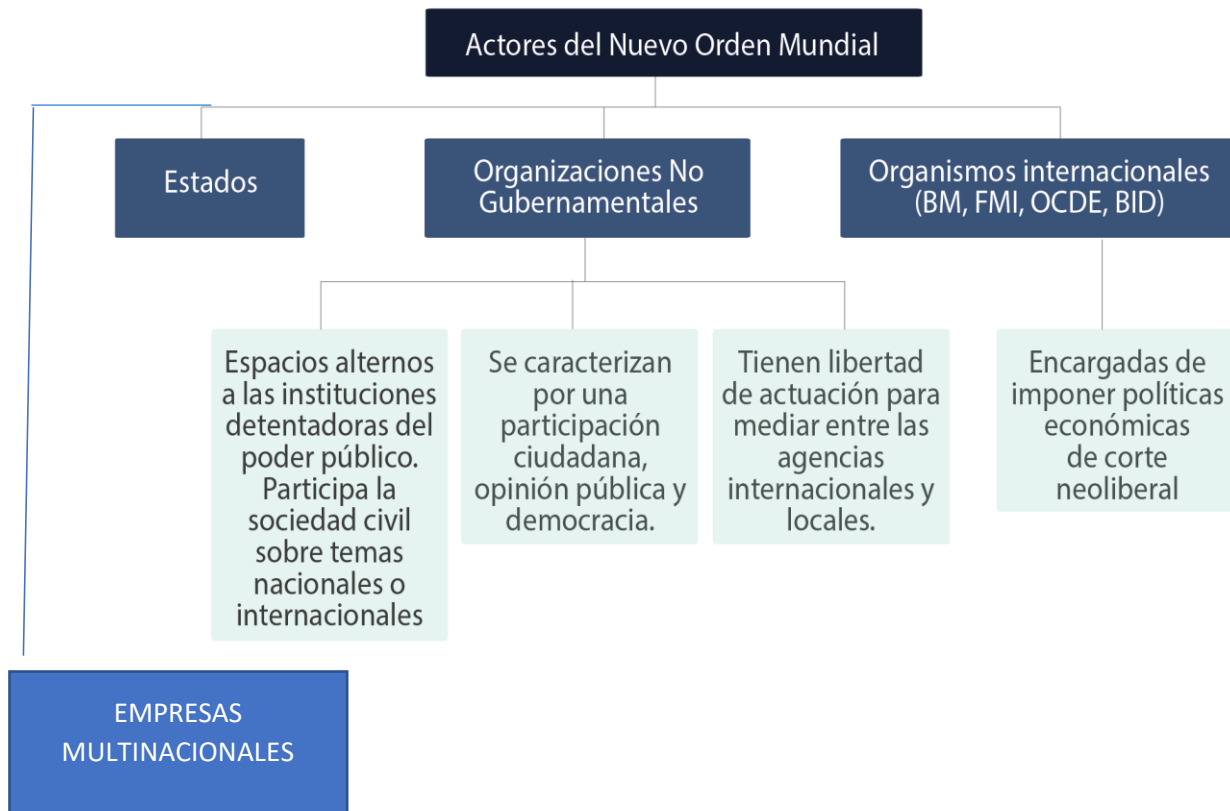 Actores del Nuevo Orden Mundial
Estados
Organizaciones No
Gubernamentales
Organismos internacionales
(BM, FMI, OCDE, BID)
Espacios alternos
a las instituciones
detentadoras del
poder público.
Participa la
sociedad civil
sobre temas
nacionales o
internacionales
Se caracterizan
por una
participación
ciudadana,
opinión pública y
democracia.
Tienen libertad
de actuación para
mediar entre las
agencias
internacionales y
locales.
Encargadas de
imponer políticas
económicas
de corte
neoliberal
EMPRESAS
MULTINACIONALES